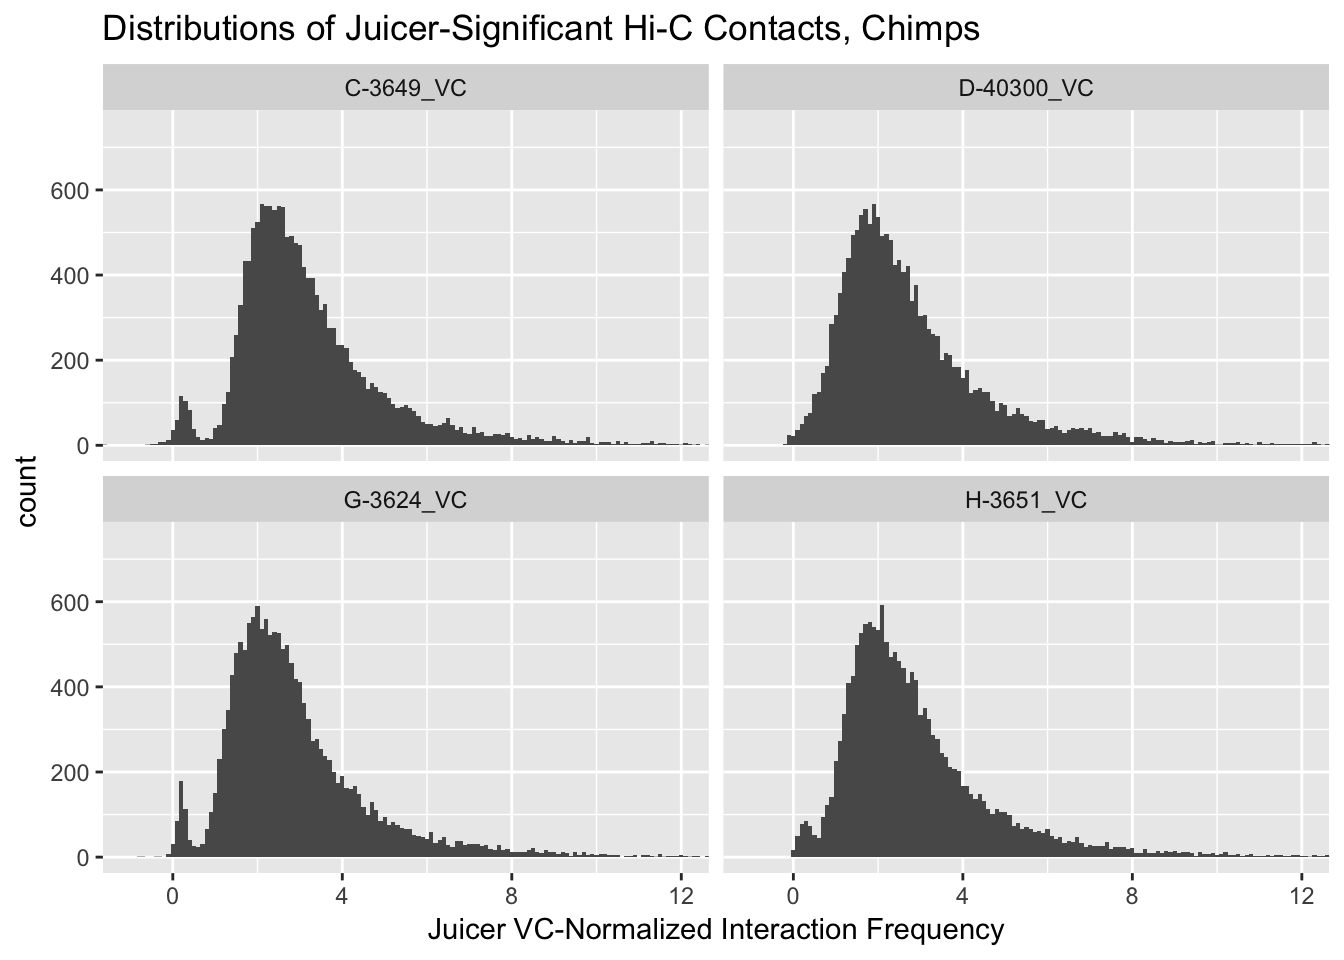 Distributions of Juicer-Significant Hi-C Contacts, Chimps
C-3649_VC
D-40300_VC
600
400
200
0
G-3624_VC
H-3651_VC
600
400
200
0
count
0 4 8 12
0 4 8 12
Juicer VC-Normalized Interaction Frequency